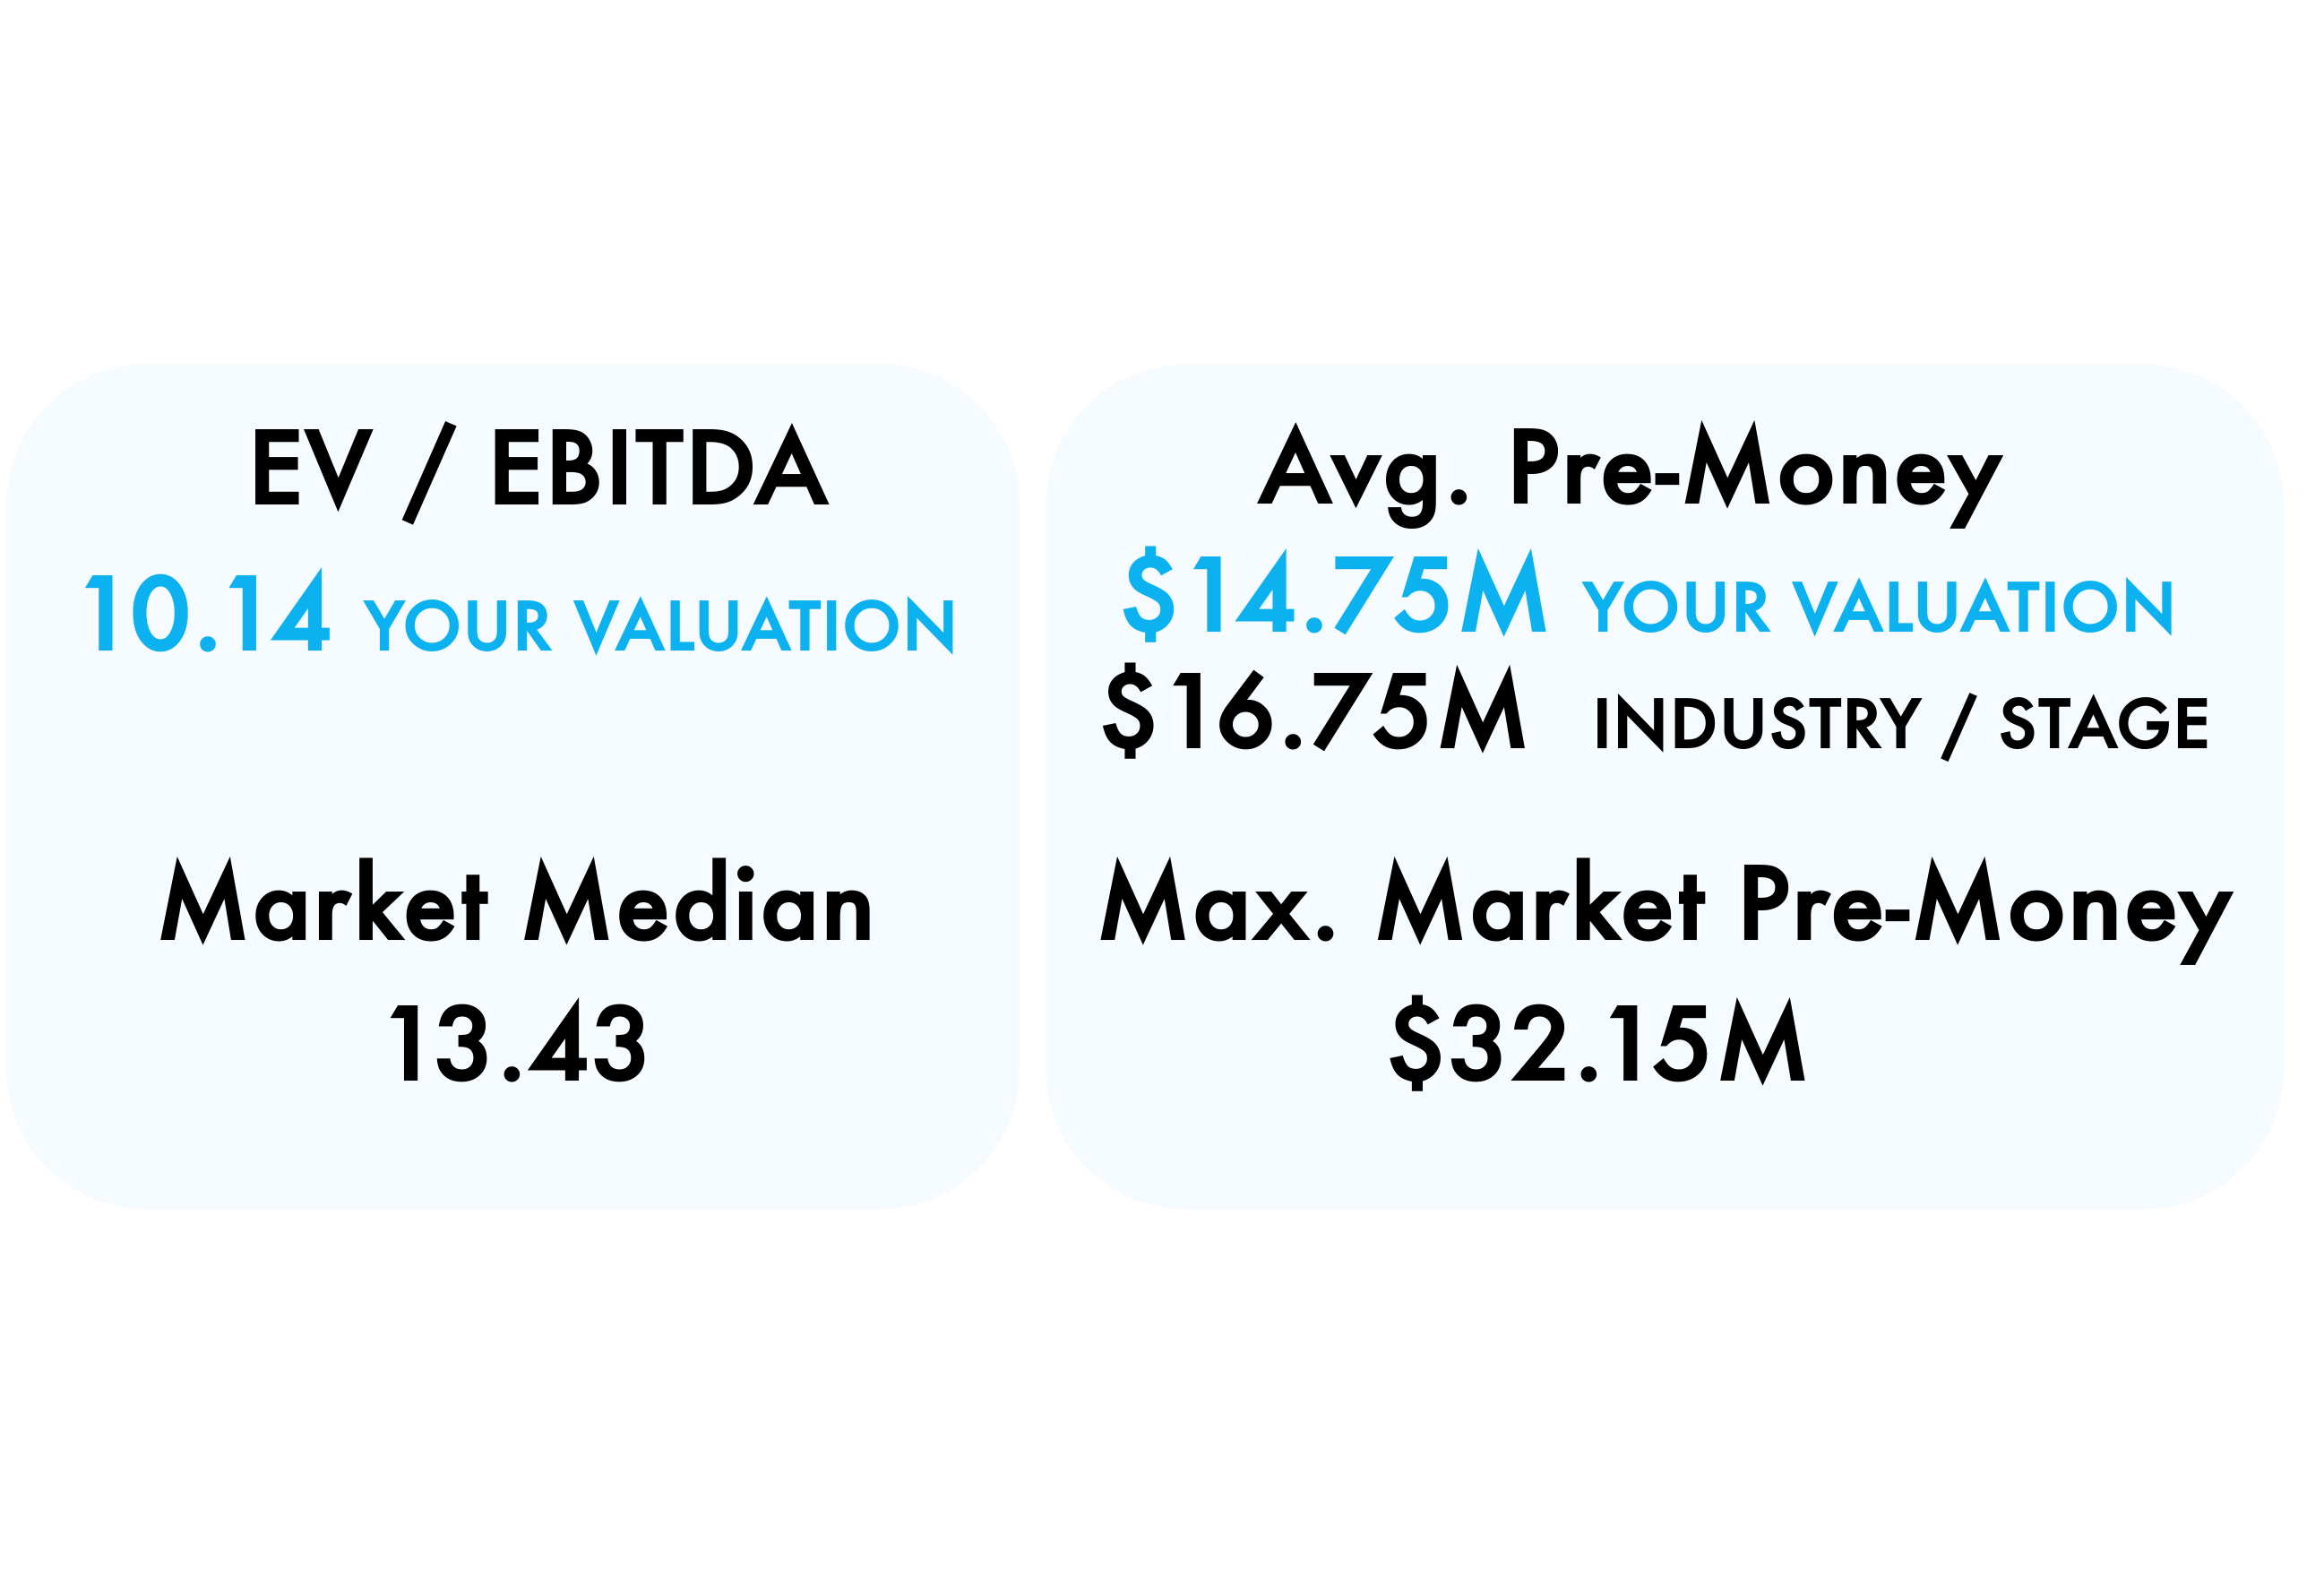 EV / EBITDA
10.14 YOUR VALUATION
Market Median
13.43
Avg. Pre-Money
$14.75M YOUR VALUATION
$16.75M INDUSTRY / STAGE
Max. Market Pre-Money
$32.15M